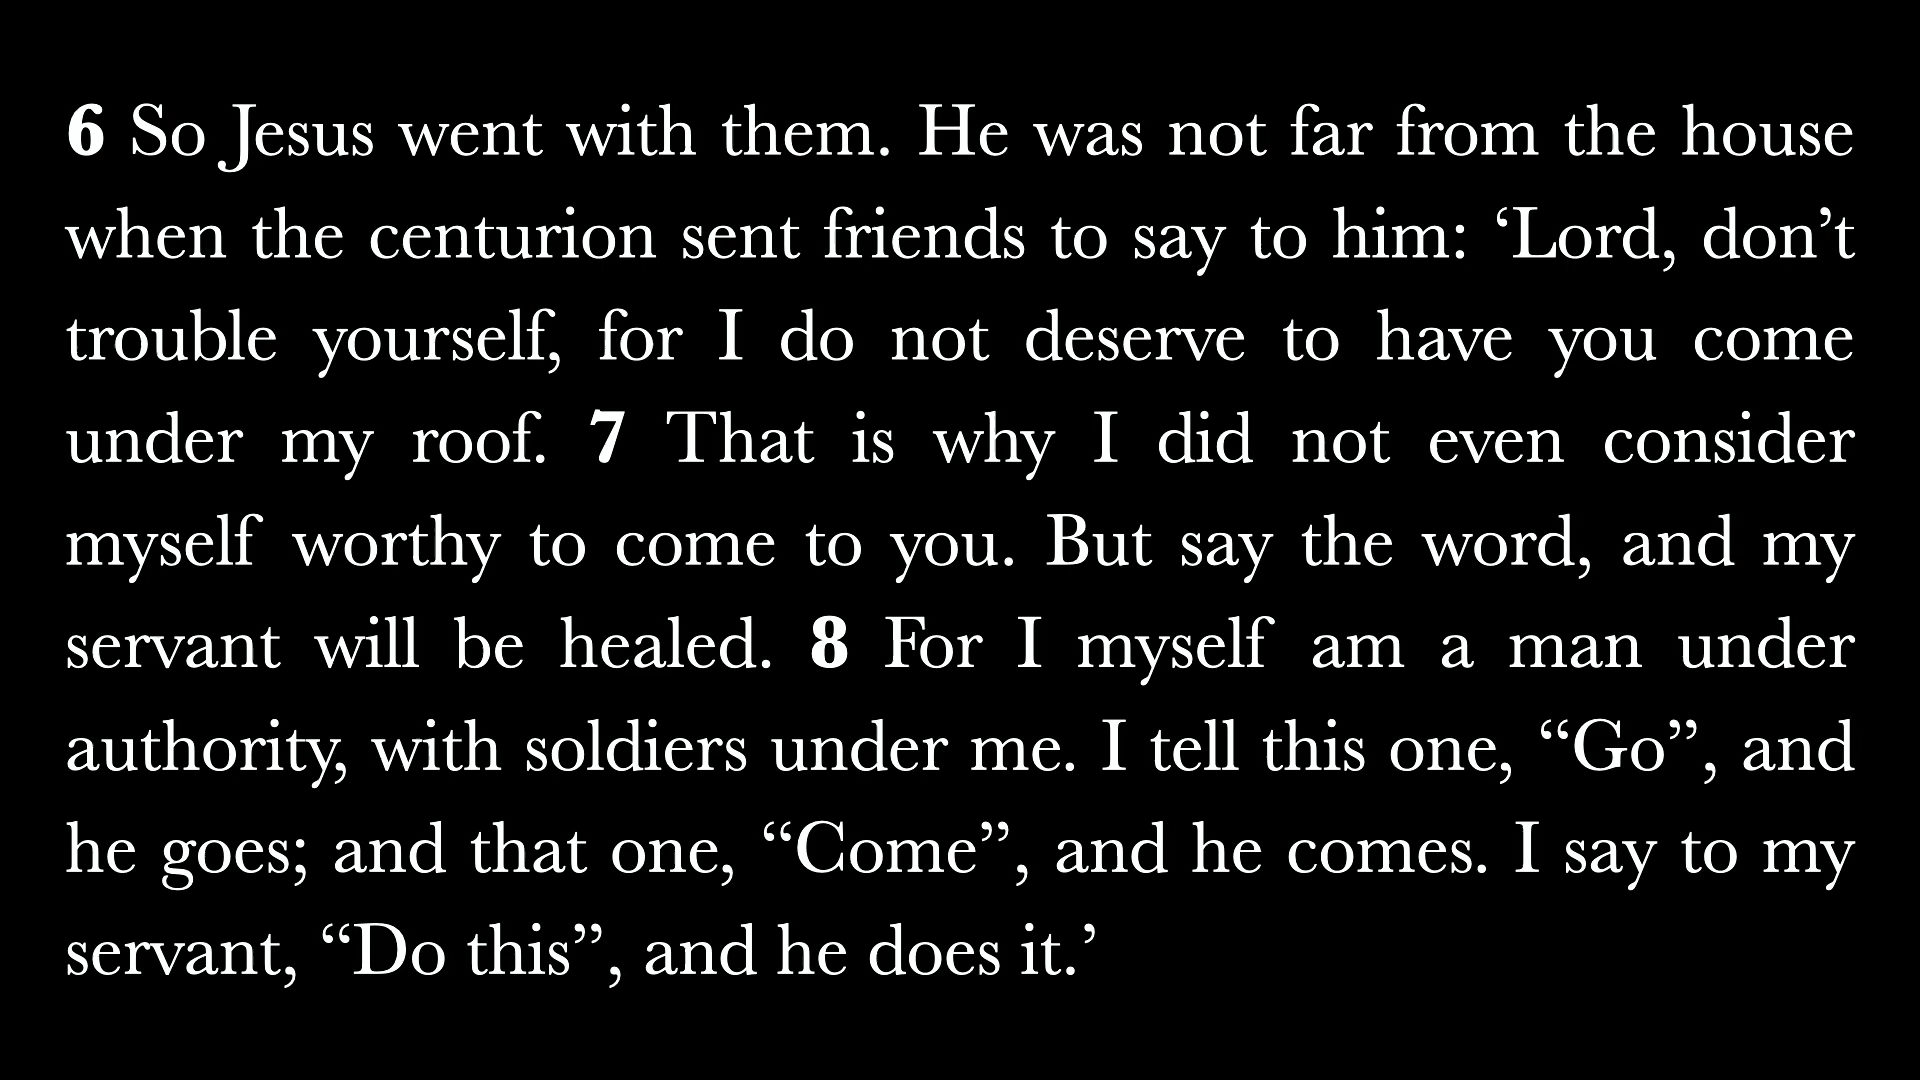 6 So Jesus went with them. He was not far from the house
when the centurion sent friends to say to him: ‘Lord, don’t
trouble yourself, for I do not deserve to have you come
under my roof. 7 That is why I did not even consider
myself worthy to come to you. But say the word, and my
servant will be healed. 8 For I myself am a man under
authority, with soldiers under me. I tell this one, “Go”, and
he goes; and that one, “Come”, and he comes. I say to my
servant, “Do this”, and he does it.’